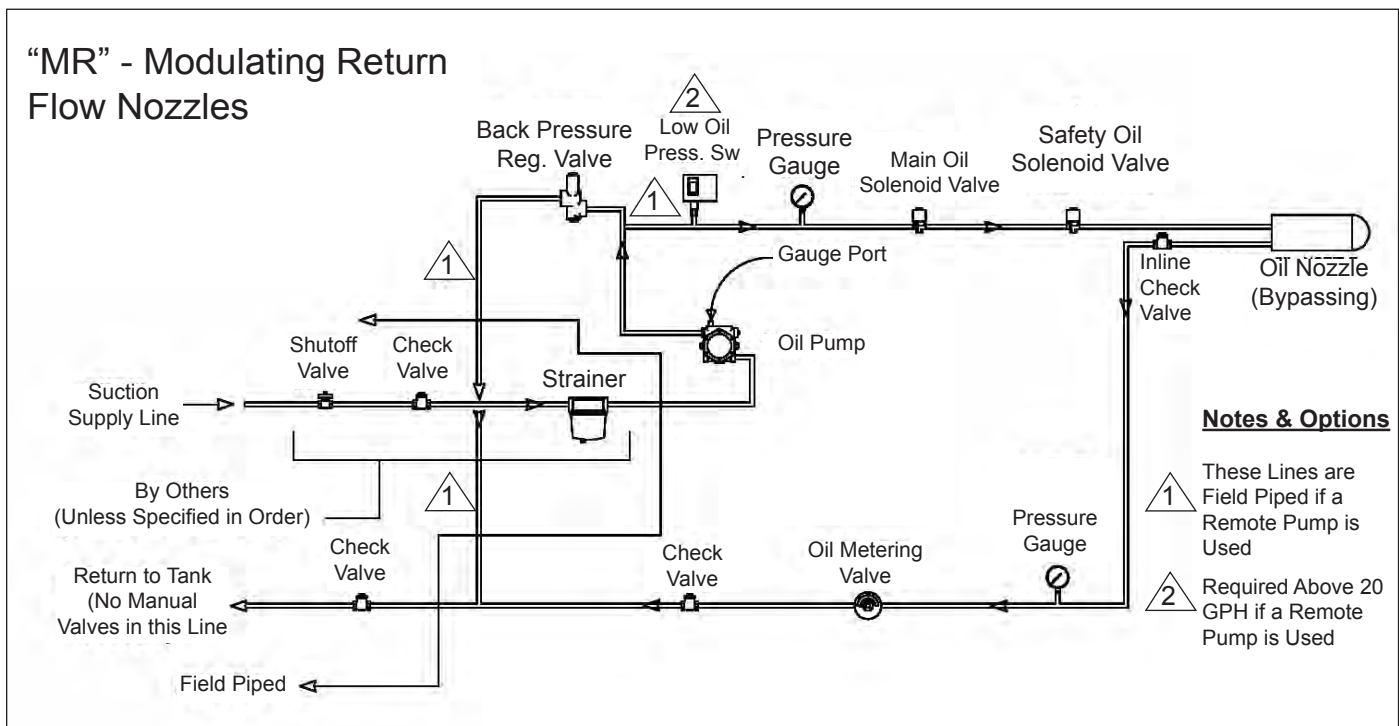 “MR” - Modulating Return
Flow Nozzles
2
Low Oil
Press. Sw
Back Pressure
Reg. Valve
1
Pressure
Gauge
Main Oil
Solenoid Valve
Safety Oil
Solenoid Valve
1
Gauge Port
Inline
Check
Valve
Oil Nozzle
(Bypassing)
Oil Pump
Shutoff
Valve
Check
Valve
Strainer
Suction
Supply Line
By Others
(Unless Specified in Order)
1
Check
Valve
Return to Tank
(No Manual
Valves in this Line
Check
Valve
Oil Metering
Valve
Pressure
Gauge
Field Piped
Notes & Options
1
These Lines are
Field Piped if a
Remote Pump is
Used
2
Required Above 20
GPH if a Remote
Pump is Used